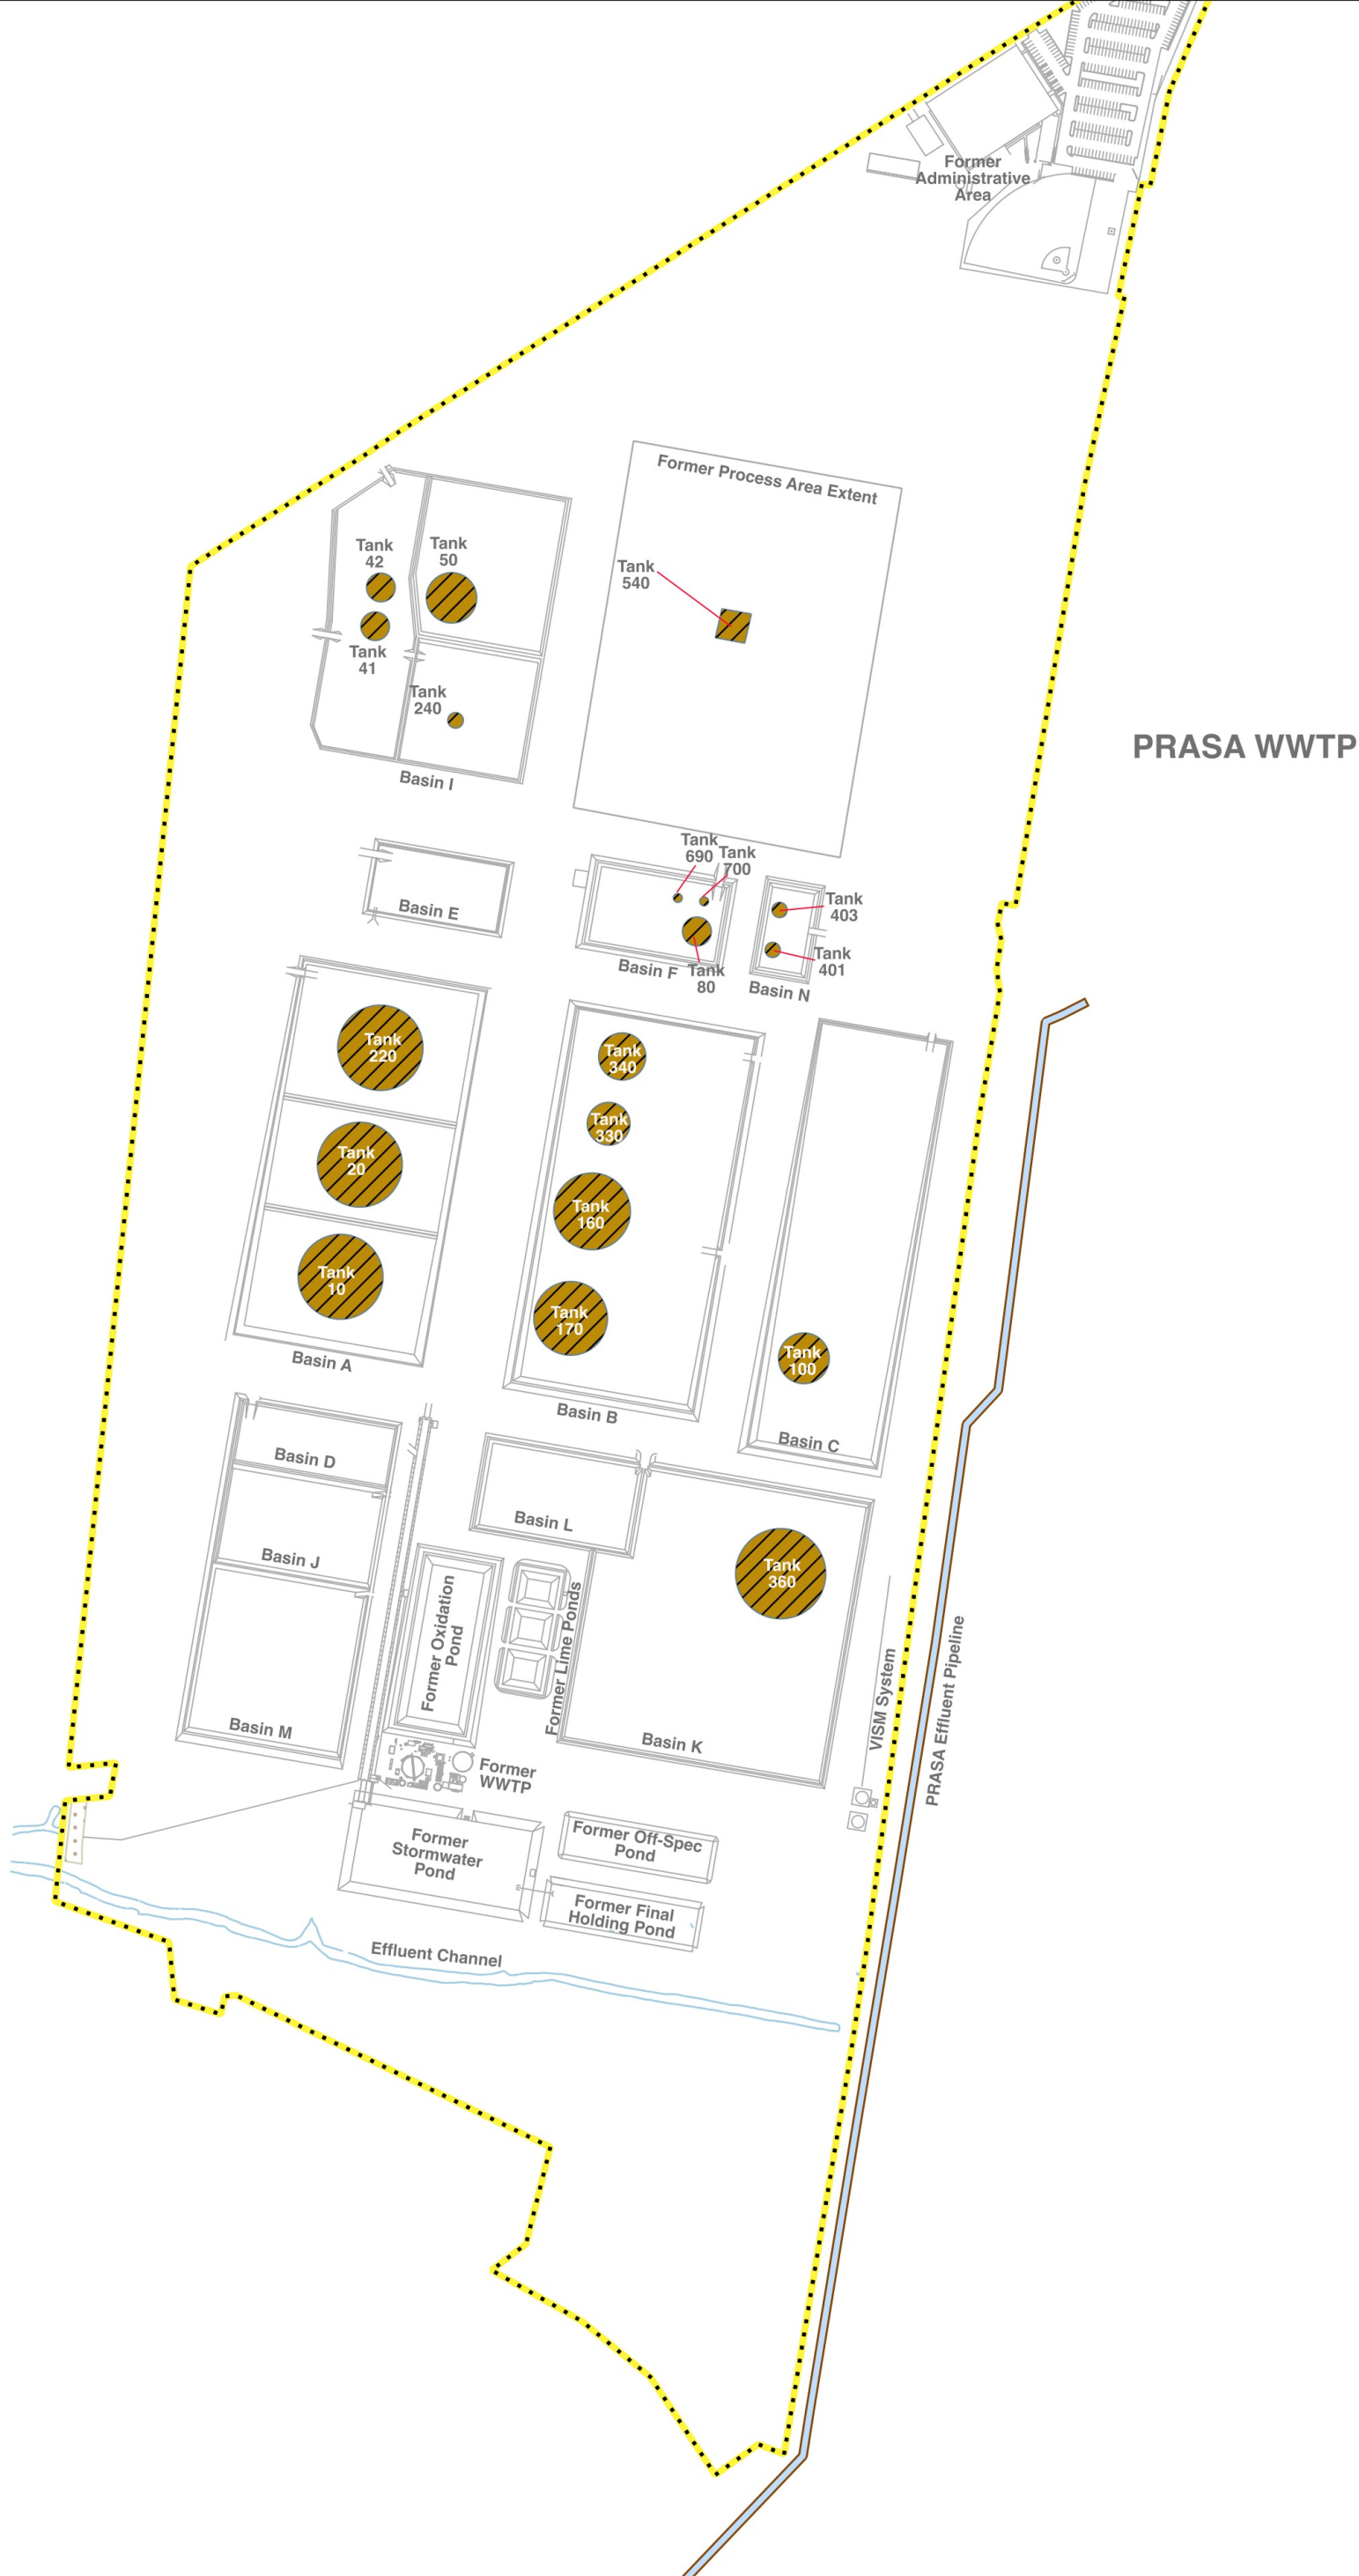 Former
Administrative
Area
Former Process Area Extent
Tank
42
Tank
50
Tank
540
Tank
41
Tank
240
PRASA WWTP
Basin I
Tank
690
Tank
700
Tank
403
Basin E
Tank
401
Basin F
Tank
80
Basin N
Tank
220
Tank
340
Tank
330
Tank
20
Tank
160
Tank
10
Tank
170
Tank
100
Basin A
Basin B
Basin C
Basin D
Basin L
Basin J
Tank
360
Former Oxidation
Pond
Former Lime Ponds
VISM System
PRASA Effluent Pipeline
Basin M
Basin K
Former
WWTP
Former
Stormwater
Pond
Former Off-Spec
Pond
Former Final
Holding Pond
Effluent Channel